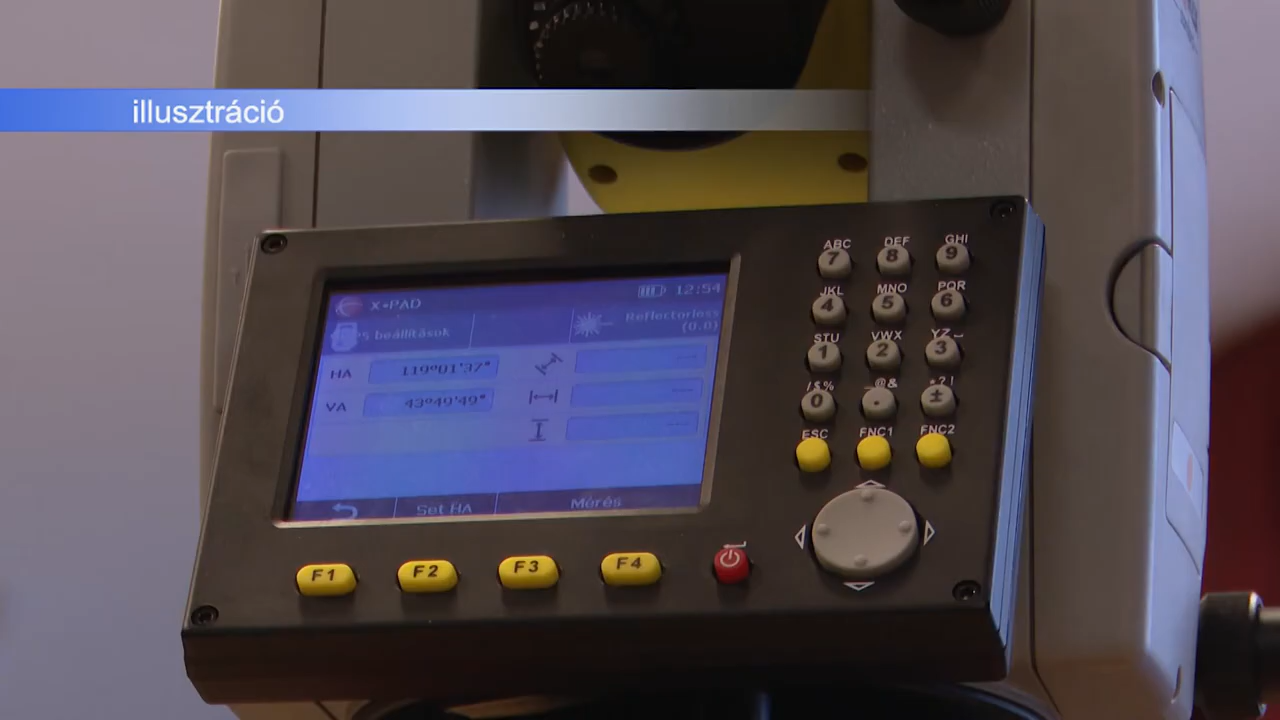 illusztráció
X•PAD
12:54
beállítások
Reflectorless
(0.0)
HA 119°01'37"
VA 43°49'49"
Set HA
Mérés
ABC DEF GHI
7 8 9
JKL MNO PQR
4 5 6
STU VWX YZ_
1 2 3
/$% _@& *?!
0 . ±
ESC FNC1 FNC2
F1 F2 F3 F4